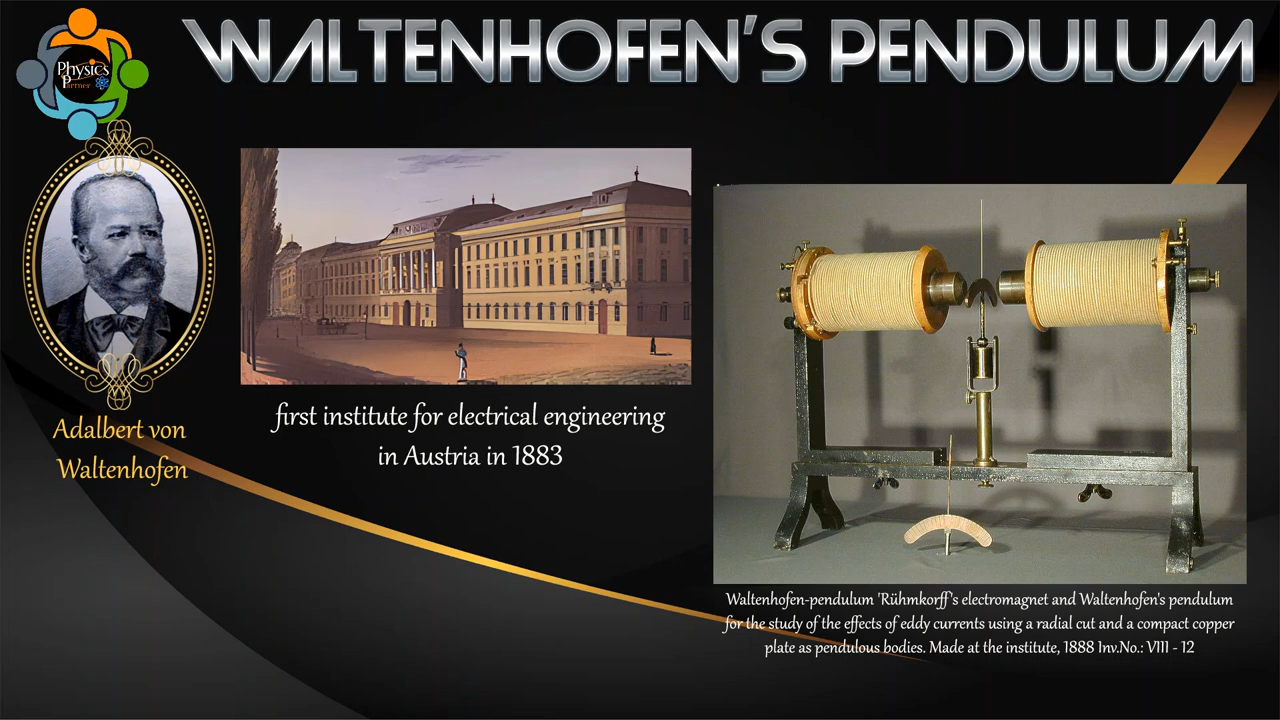 WALTENHOFEN'S PENDULUM
Physics
Partner
Adalbert von
Waltenhofen
first institute for electrical engineering
in Austria in 1883
Waltenhofen-pendulum 'Rühmkorff's electromagnet and Waltenhofen's pendulum
for the study of the effects of eddy currents using a radial cut and a compact copper
plate as pendulous bodies. Made at the institute, 1888 Inv.No.: VIII - 12